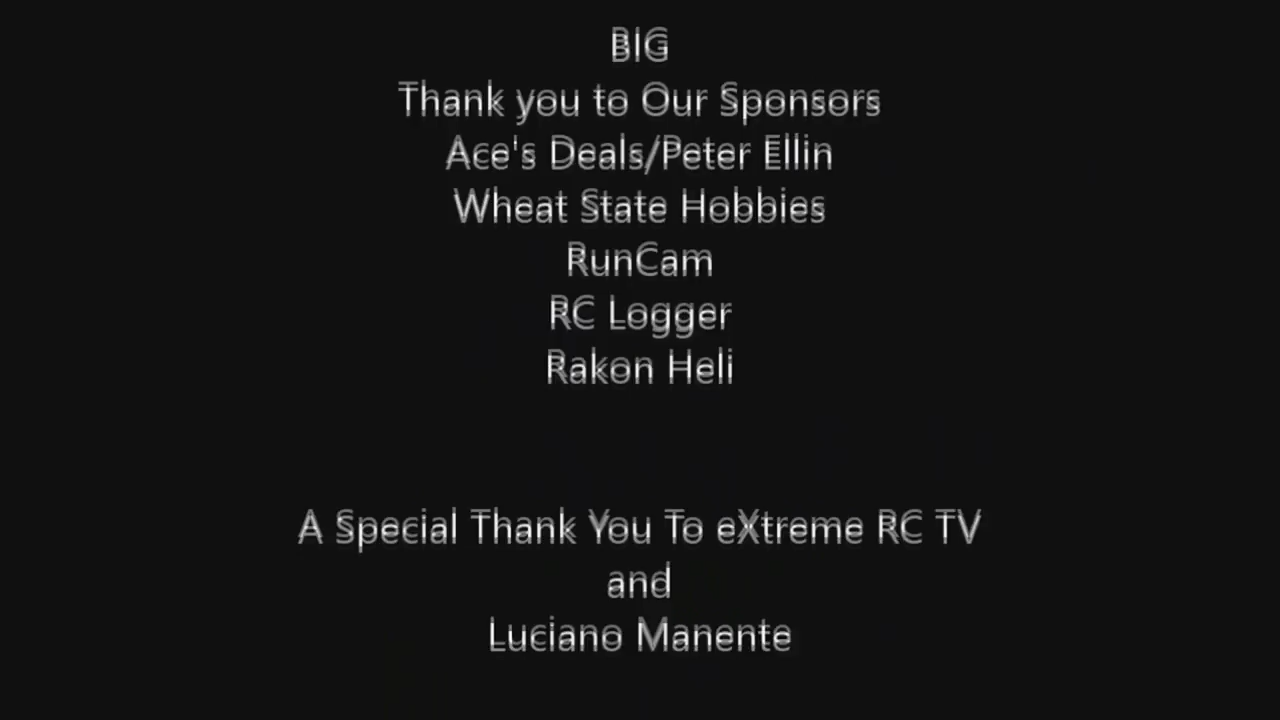 BIG
Thank you to Our Sponsors
Ace's Deals/Peter Ellin
Wheat State Hobbies
RunCam
RC Logger
Rakon Heli
A Special Thank You To eXtreme RC TV
and
Luciano Manente